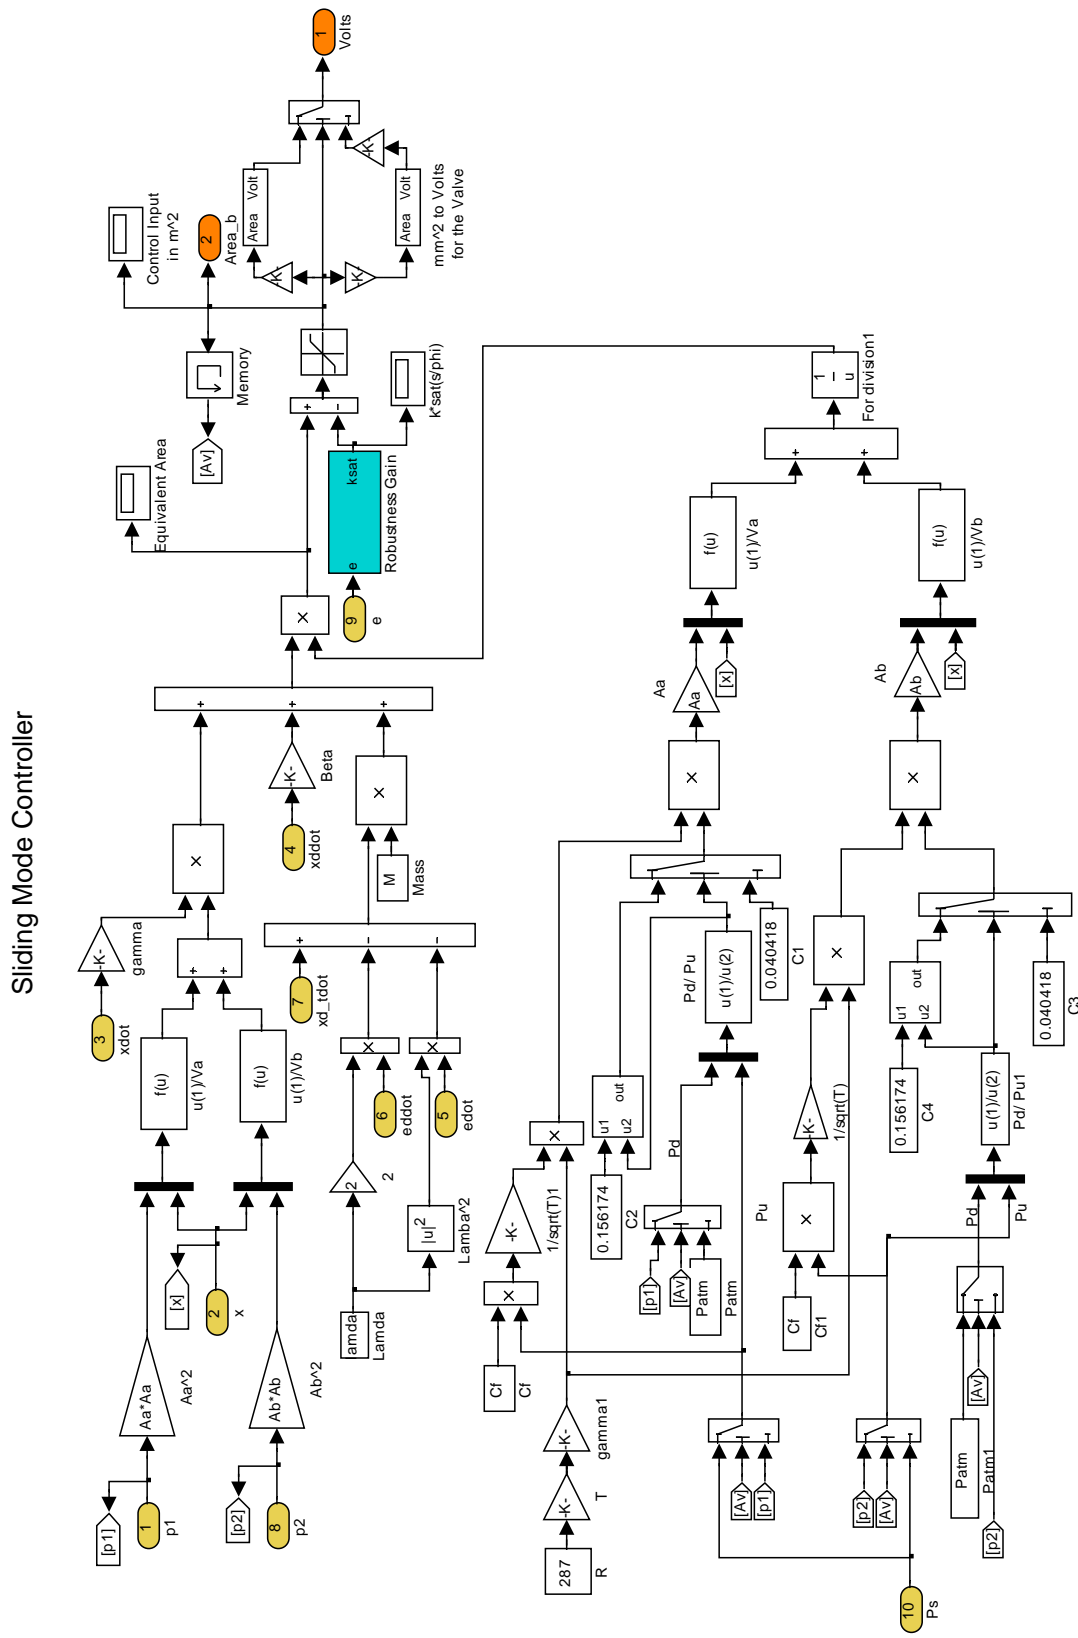 Sliding Mode Controller
[p1]
1
p1
Aa*Aa
Aa^2
[p2]
8
p2
Ab*Ab
Ab^2
[x]
2
x
3
xdot
-K-
gamma
f(u)
u(1)/Va
f(u)
u(1)/Vb
+
+
×
lamda
Lamda
2
2
|u|²
Lamba^2
6
eddot
5
edot
×
×
7
xd_tdot
+
-
-
M
Mass
×
4
xddot
-K-
Beta
+
+
+
×
Equivalent Area
9
e
e
ksat
Robustness Gain
+
-
k*sat(s/phi)
[Av]
Memory
Control Input
in m^2
2
Area_b
-K-
-K-
Area
Volt
Area
Volt
mm^2 to Volts
for the Valve
-K-
1
Volts
287
R
-K-
T
-K-
gamma1
Cf
Cf
×
-K-
1/sqrt(T)1
×
0.156174
C2
u1
u2
out
[p1]
[Av]
Patm
Patm
Pd
Pu
u(1)/u(2)
Pd/ Pu
0.040418
C1
×
Aa
Aa
[x]
f(u)
u(1)/Va
+
+
1
u
For division1
[Av]
[p1]
[p2]
[Av]
10
Ps
Cf
Cf1
×
-K-
1/sqrt(T)
×
0.156174
C4
u1
u2
out
Patm
Patm1
[Av]
[p2]
Pd
Pu
u(1)/u(2)
Pd/ Pu1
0.040418
C3
×
Ab
Ab
[x]
f(u)
u(1)/Vb